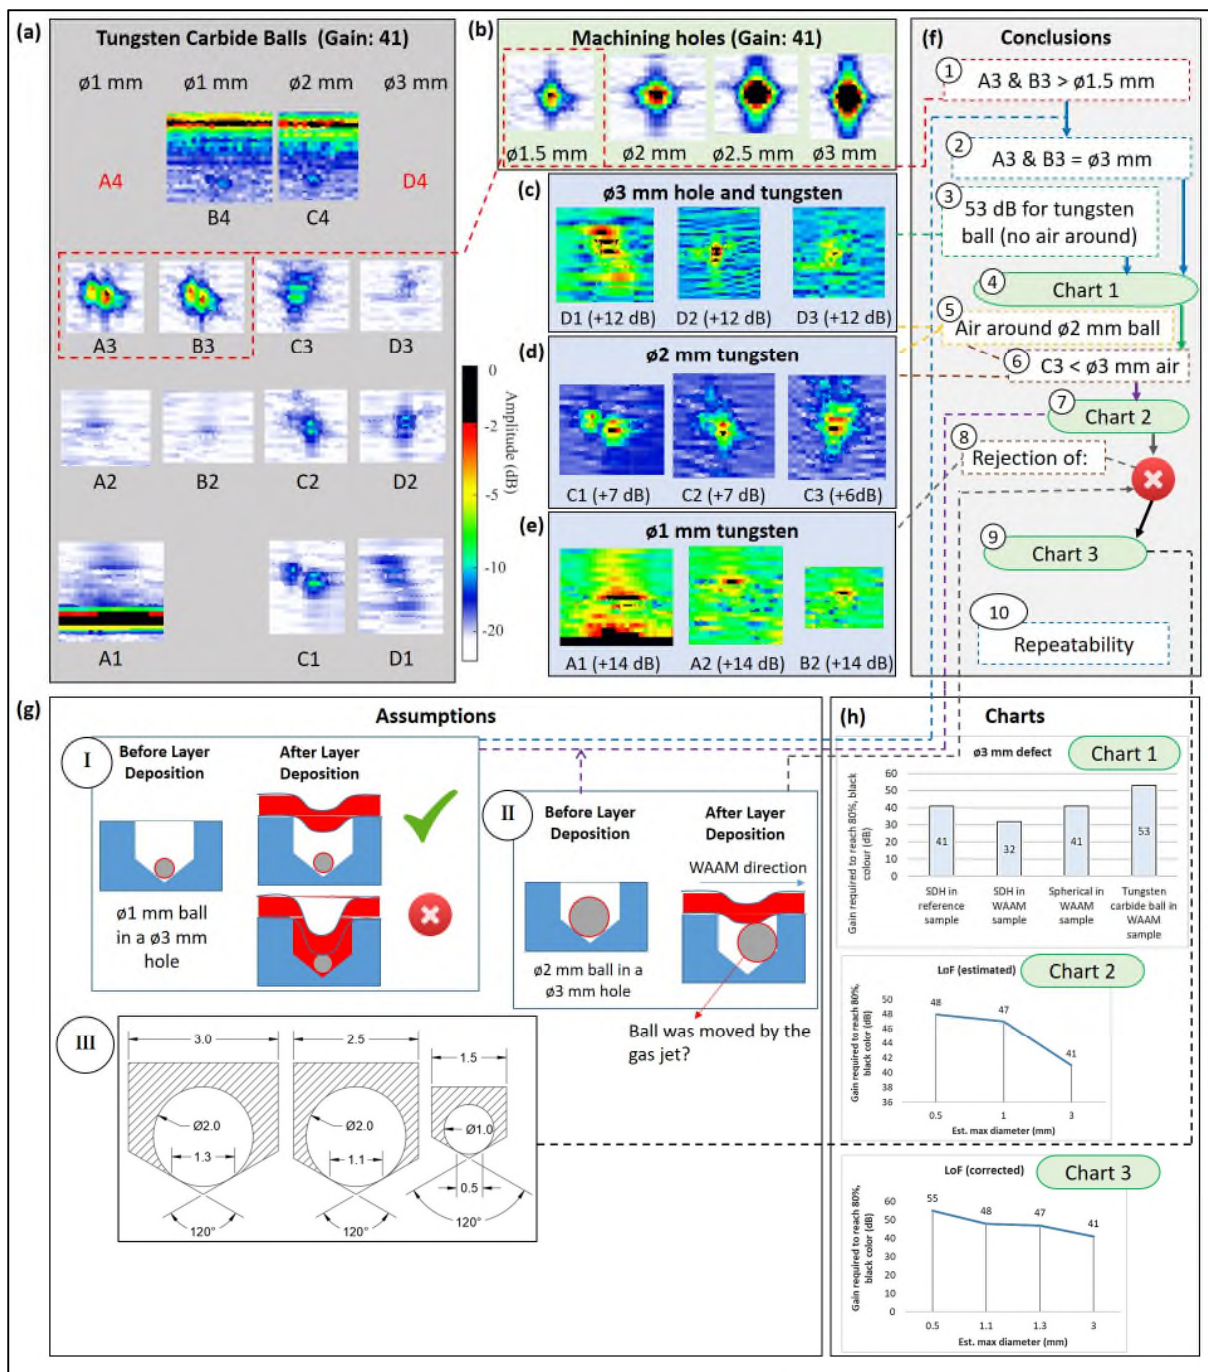 (a)
Tungsten Carbide Balls (Gain: 41)
ø1 mm ø1 mm ø2 mm ø3 mm
A4 B4 C4 D4
A3 B3 C3 D3
A2 B2 C2 D2
A1 C1 D1
0
-2
-5
-10
-20
Amplitude (dB)
(b)
Machining holes (Gain: 41)
ø1.5 mm ø2 mm ø2.5 mm ø3 mm
(c)
ø3 mm hole and tungsten
D1 (+12 dB) D2 (+12 dB) D3 (+12 dB)
(d)
ø2 mm tungsten
C1 (+7 dB) C2 (+7 dB) C3 (+6dB)
(e)
ø1 mm tungsten
A1 (+14 dB) A2 (+14 dB) B2 (+14 dB)
(f)
Conclusions
1
A3 & B3 > ø1.5 mm
2
A3 & B3 = ø3 mm
3
53 dB for tungsten
ball (no air around)
4
Chart 1
5
Air around ø2 mm ball
6
C3 < ø3 mm air
7
Chart 2
8
Rejection of:
9
Chart 3
10
Repeatability
(g)
Assumptions
I
Before Layer
Deposition
After Layer
Deposition
ø1 mm ball
in a ø3 mm
hole
II
Before Layer
Deposition
After Layer
Deposition
WAAM direction
ø2 mm ball in a
ø3 mm hole
Ball was moved by the
gas jet?
III
3.0 2.5 1.5
Ø2.0 Ø2.0 Ø1.0
1.3 1.1 0.5
120° 120° 120°
(h)
Charts
Chart 1
ø3 mm defect
Gain required to reach 80%, black
colour (dB)
60
50
40
30
20
10
0
41 32 41 53
SDH in
reference
sample
SDH in
WAAM
sample
Spherical in
WAAM sample
Tungsten
carbide ball in
WAAM
sample
Chart 2
LoF (estimated)
Gain required to reach 80%,
black color (dB)
50
48
46
44
42
40
38
36
48 47 41
0.5 1 3
Est. max diameter (mm)
Chart 3
LoF (corrected)
Gain required to reach 80%,
black color (dB)
60
50
40
30
20
10
0
55 48 47 41
0.5 1.1 1.3 3
Est. max diameter (mm)